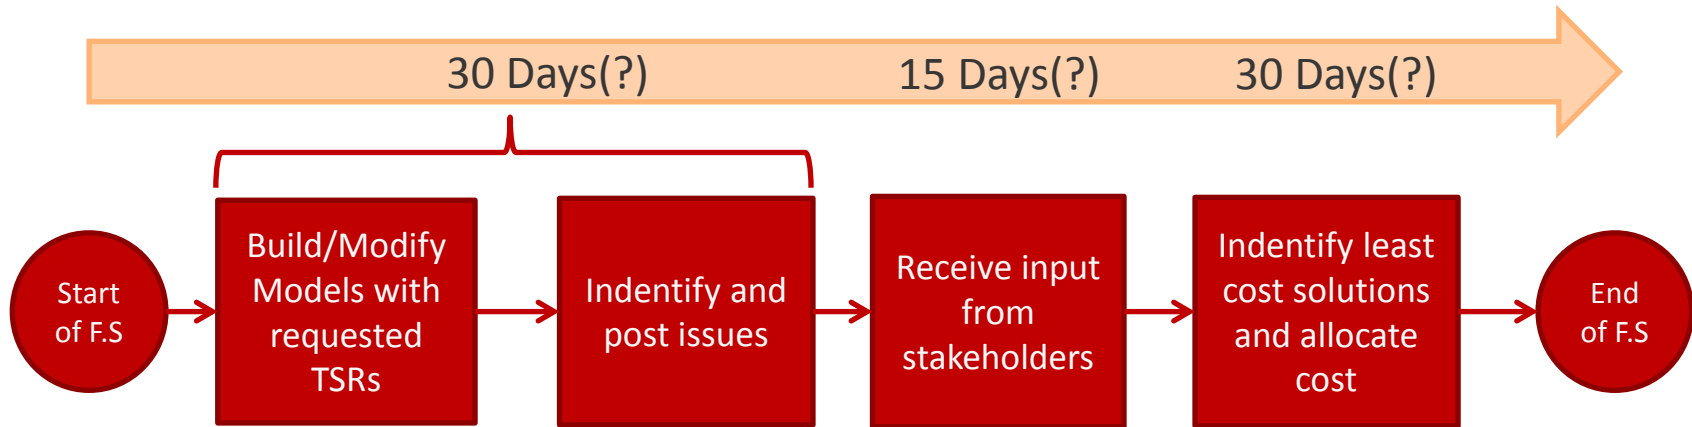 30 Days(?)
15 Days(?)
30 Days(?)
Start
of F.S
Build/Modify
Models with
requested
TSRs
Indentify and
post issues
Receive input
from
stakeholders
Indentify least
cost solutions
and allocate
cost
End
of F.S